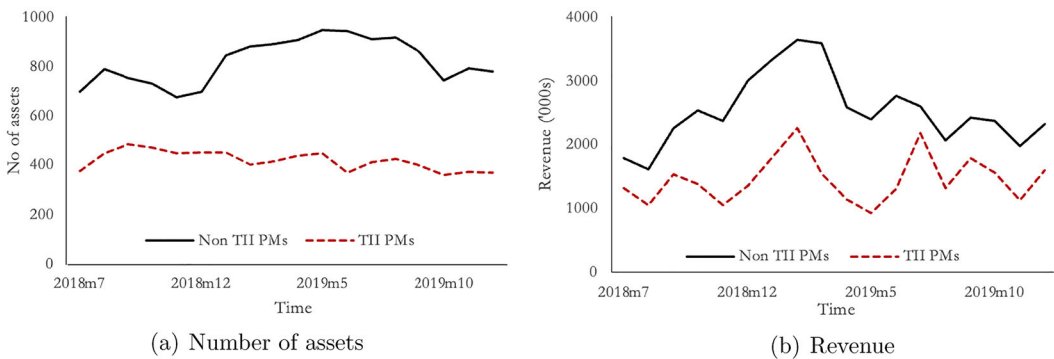 1000
800
600
400
200
0
No of assets
Non TII PMs
TII PMs
2018m7
2018m12
2019m5
2019m10
Time
(a) Number of assets
4000
3000
2000
1000
0
Revenue ('000s)
Non TII PMs
TII PMs
2018m7
2018m12
2019m5
2019m10
Time
(b) Revenue